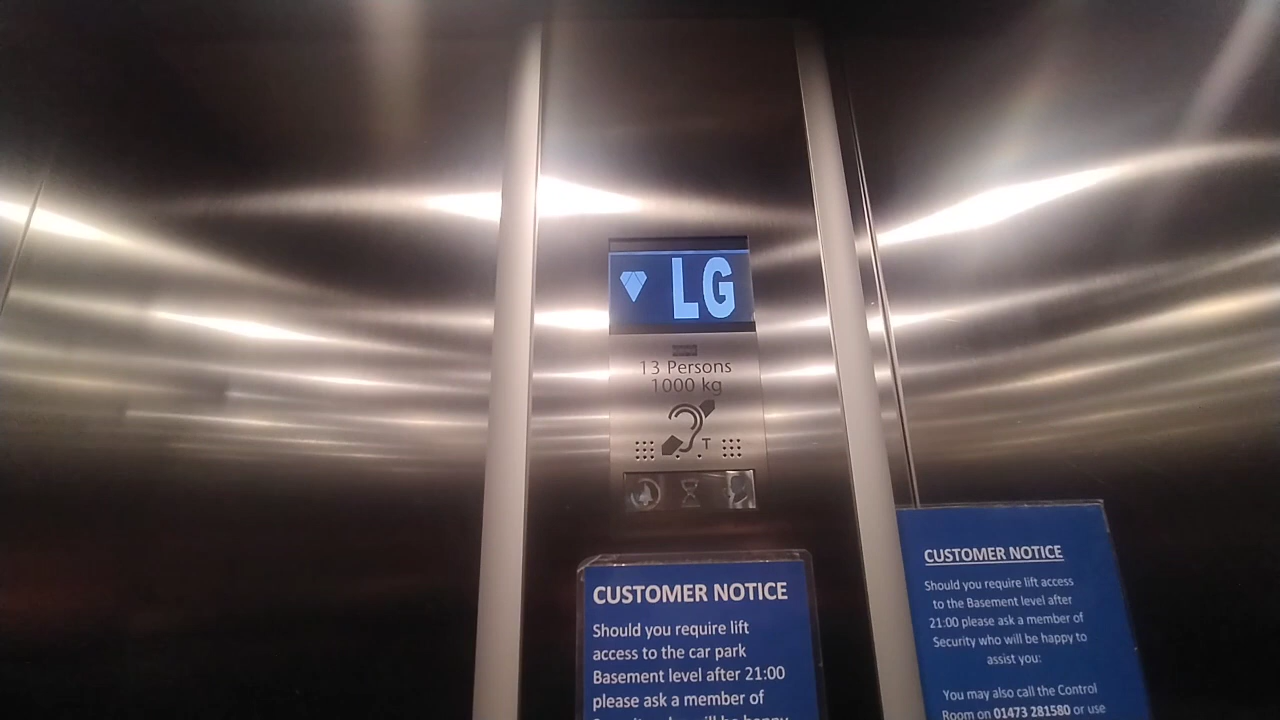 LG
13 Persons
1000 kg
T
CUSTOMER NOTICE
Should you require lift
access to the car park
Basement level after 21:00
please ask a member of
CUSTOMER NOTICE
Should you require lift access
to the Basement level after
21:00 please ask a member of
Security who will be happy to
assist you:
You may also call the Control
Room on 01473 281580 or use